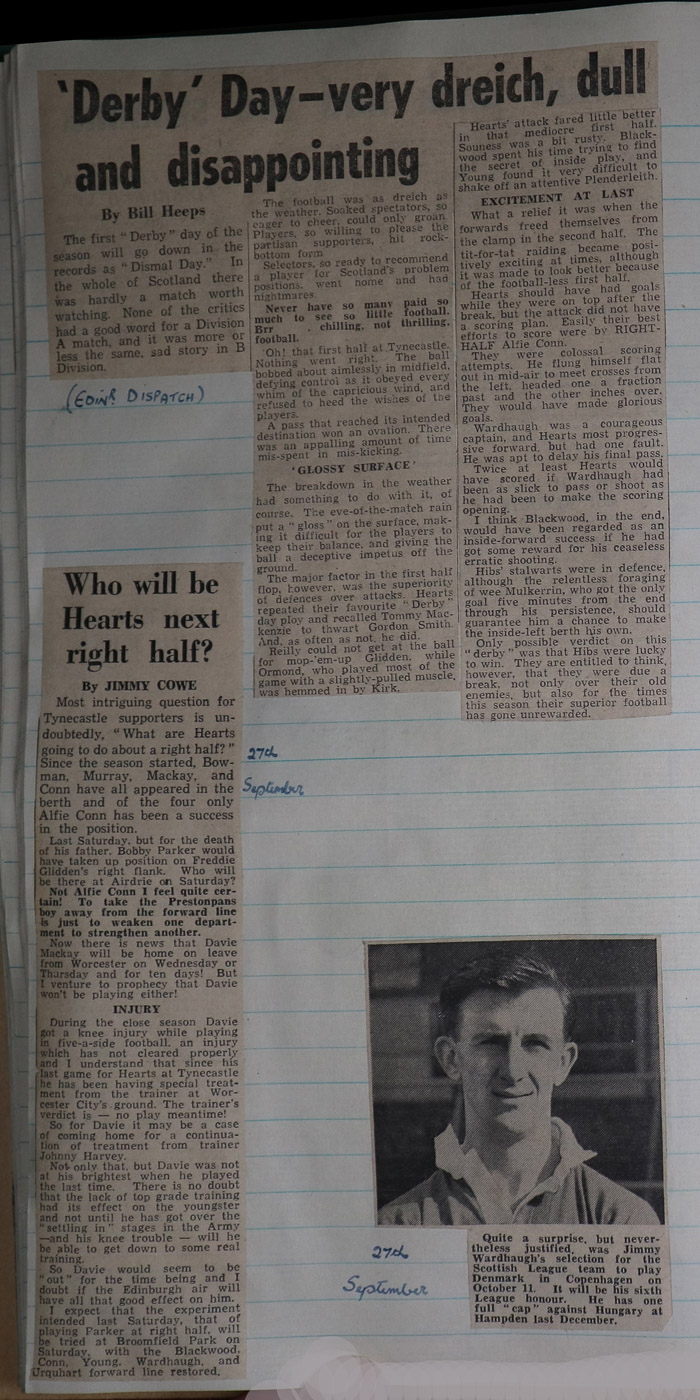 'Derby' Day—very dreich, dull
and disappointing
By Bill Heeps
The first "Derby" day of the
season will go down in the
records as "Dismal Day." In
the whole of Scotland there
was hardly a match worth
watching. None of the critics
had a good word for a Division
A match, and it was more or
less the same, sad story in B
Division.
(EDINR DISPATCH)
The football was as dreich as
the weather. Soaked spectators, so
eager to cheer, could only groan.
Players, so willing to please the
partisan supporters, hit rock-
bottom form
Selectors, so ready to recommend
a player for Scotland's problem
positions, went home and had
nightmares.
Never have so many paid so
much to see so little football.
Brr . chilling, not thrilling,
football.
'Oh! that first half at Tynecastle.
Nothing went right. The ball
bobbed about aimlessly in midfield,
defying control as it obeyed every
whim of the capricious wind, and
refused to heed the wishes of the
players.
A pass that reached its intended
destination won an ovation. There
was an appalling amount of time
mis-spent in mis-kicking.
'GLOSSY SURFACE'
The breakdown in the weather
had something to do with it, of
course. The eve-of-the-match rain
put a "gloss" on the surface, mak-
ing it difficult for the players to
keep their balance, and giving the
ball a deceptive impetus off the
ground.
The major factor in the first half
flop, however, was the superiority
of defences over attacks. Hearts
repeated their favourite "Derby"
day ploy and recalled Tommy Mac-
kenzie to thwart Gordon Smith.
And, as often as not, he did.
Reilly could not get at the ball
for mop-'em-up Glidden, while
Ormond, who played most of the
game with a slightly-pulled muscle,
was hemmed in by Kirk.
Hearts' attack fared little better
in that mediocre first half.
Souness was a bit rusty. Black-
wood spent his time trying to find
the secret of inside play, and
Young found it very difficult to
shake off an attentive Plenderleith.
EXCITEMENT AT LAST
What a relief it was when the
forwards freed themselves from
the clamp in the second half. The
tit-for-tat raiding became posi-
tively exciting at times, although
it was made to look better because
of the football-less first half.
Hearts should have had goals
while they were on top after the
break, but the attack did not have
a scoring plan. Easily their best
efforts to score were by RIGHT-
HALF Alfie Conn.
They were colossal scoring
attempts. He flung himself flat
out in mid-air to meet crosses from
the left, headed one a fraction
past and the other inches over.
They would have made glorious
goals.
Wardhaugh was a courageous
captain, and Hearts most progres-
sive forward, but had one fault.
He was apt to delay his final pass.
Twice at least Hearts would
have scored if Wardhaugh had
been as slick to pass or shoot as
he had been to make the scoring
opening.
I think Blackwood, in the end,
would have been regarded as an
inside-forward success if he had
got some reward for his ceaseless
erratic shooting.
Hibs' stalwarts were in defence,
although the relentless foraging
of wee Mulkerrin, who got the only
goal five minutes from the end
through his persistence, should
guarantee him a chance to make
the inside-left berth his own.
Only possible verdict on this
"derby" was that Hibs were lucky
to win. They are entitled to think,
however, that they were due a
break, not only over their old
enemies, but also for the times
this season their superior football
has gone unrewarded.
Who will be
Hearts next
right half?
By JIMMY COWE
Most intriguing question for
Tynecastle supporters is un-
doubtedly, "What are Hearts
going to do about a right half?"
Since the season started, Bow-
man, Murray, Mackay, and
Conn have all appeared in the
berth and of the four only
Alfie Conn has been a success
in the position.
Last Saturday, but for the death
of his father, Bobby Parker would
have taken up position on Freddie
Glidden's right flank. Who will
be there at Airdrie on Saturday?
Not Alfie Conn I feel quite cer-
tain! To take the Prestonpans
boy away from the forward line
is just to weaken one depart-
ment to strengthen another.
Now there is news that Davie
Mackay will be home on leave
from Worcester on Wednesday or
Thursday and for ten days! But
I venture to prophecy that Davie
won't be playing either!
INJURY
During the close season Davie
got a knee injury while playing
in five-a-side football, an injury
which has not cleared properly
and I understand that since his
last game for Hearts at Tynecastle
he has been having special treat-
ment from the trainer at Wor-
cester City's ground. The trainer's
verdict is — no play meantime!
So for Davie it may be a case
of coming home for a continua-
tion of treatment from trainer
Johnny Harvey.
Not only that, but Davie was not
at his brightest when he played
the last time. There is no doubt
that the lack of top grade training
had its effect on the youngster
and not until he has got over the
"settling in" stages in the Army
—and his knee trouble — will he
be able to get down to some real
training.
So Davie would seem to be
"out" for the time being and I
doubt if the Edinburgh air will
have all that good effect on him.
I expect that the experiment
intended last Saturday, that of
playing Parker at right half, will
be tried at Broomfield Park on
Saturday, with the Blackwood,
Conn, Young, Wardhaugh, and
Urquhart forward line restored.
27th
September
27th
September
Quite a surprise, but never-
theless justified, was Jimmy
Wardhaugh's selection for the
Scottish League team to play
Denmark in Copenhagen on
October 11. It will be his sixth
League honour. He has one
full "cap" against Hungary at
Hampden last December.